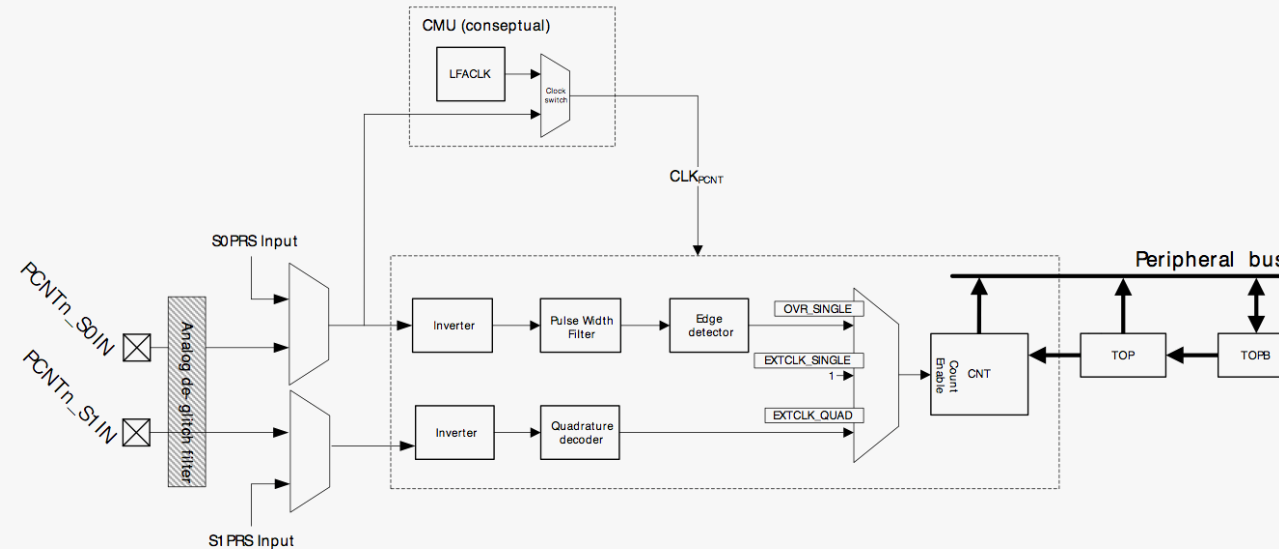 CMU (conseptual)
LFACLK
Clock
switch
CLKPCNT
S0PRS Input
Peripheral bus
PCNTn_S0IN
PCNTn_S1IN
Analog de-glitch filter
Inverter
Pulse Width
Filter
Edge
detector
OVR_SINGLE
EXTCLK_SINGLE
1
EXTCLK_QUAD
Count
Enable
CNT
TOP
TOPB
Inverter
Quadrature
decoder
S1PRS Input